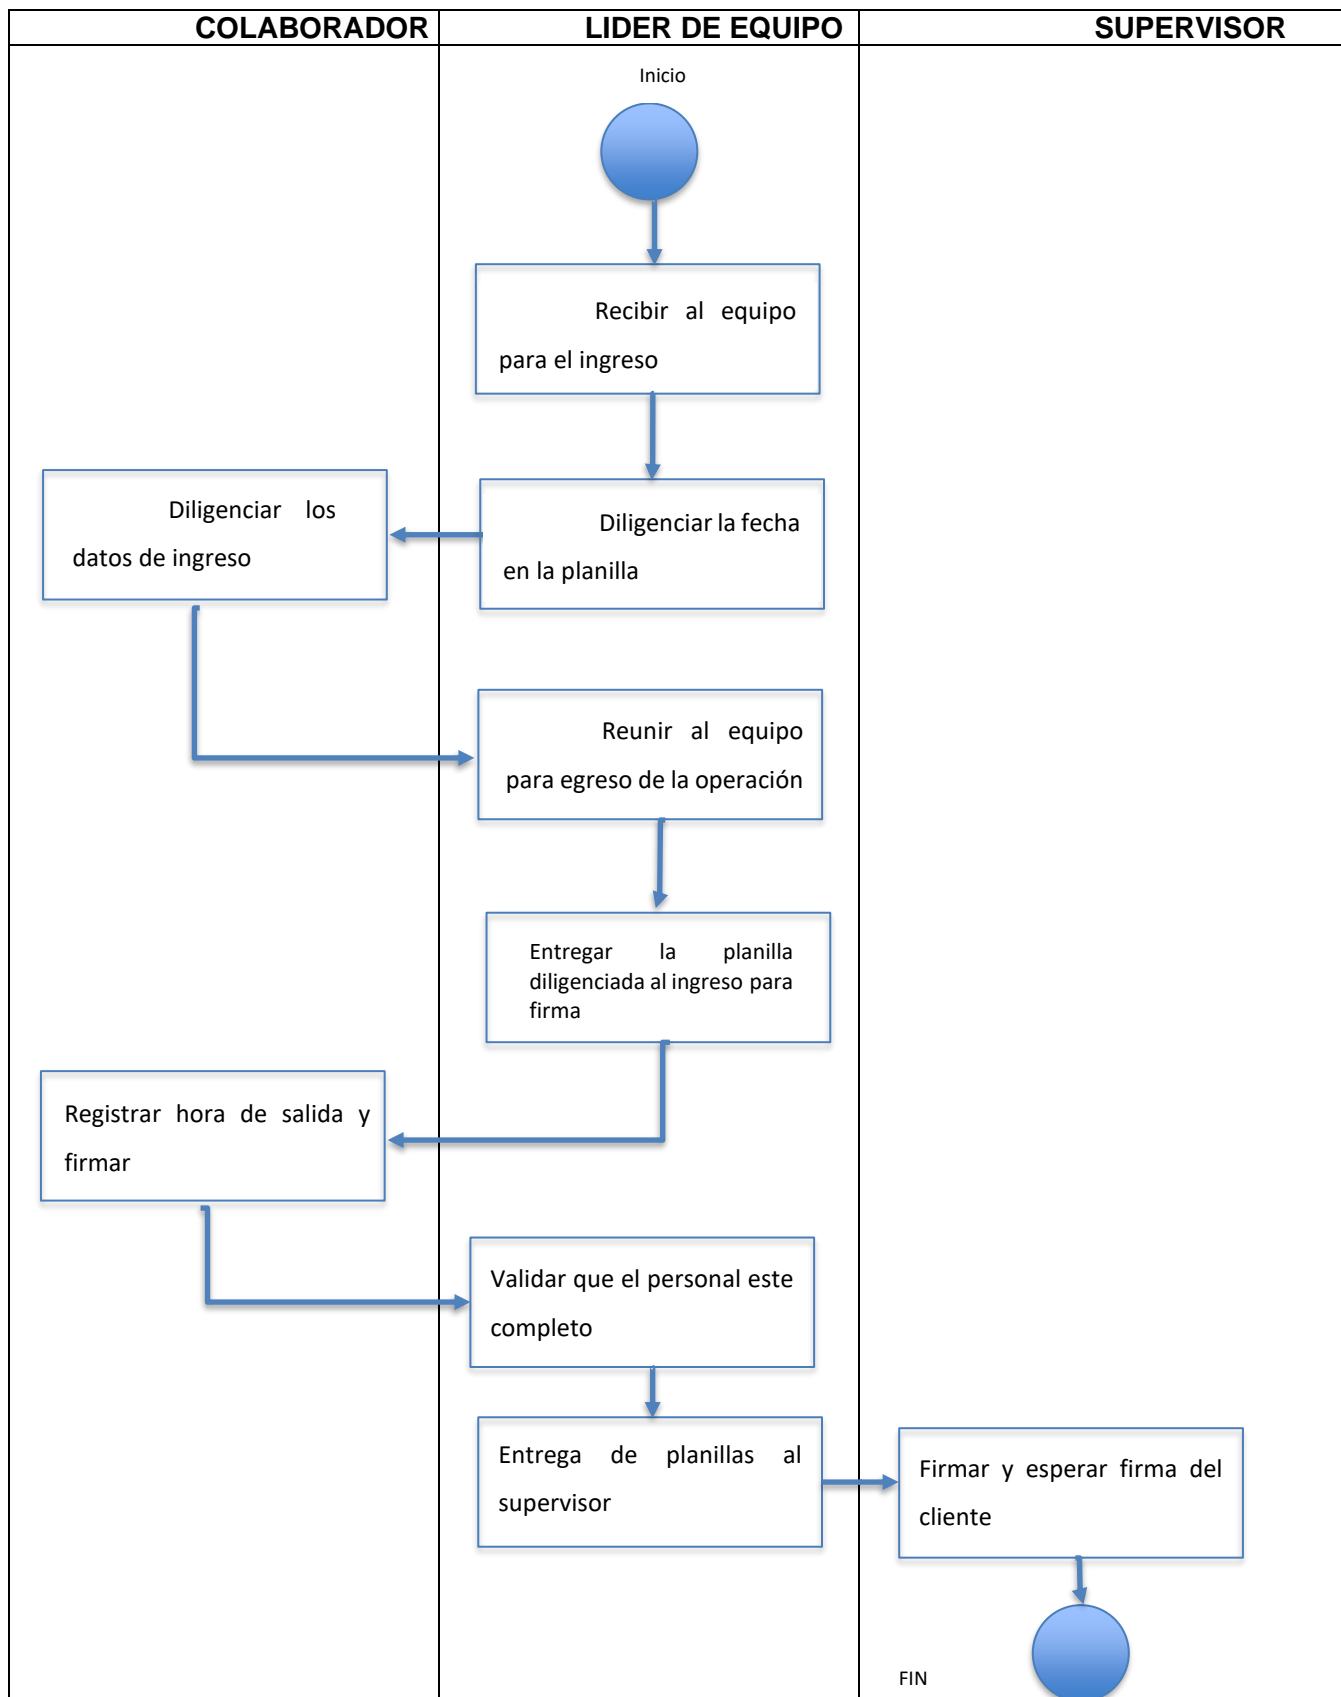 COLABORADOR LIDER DE EQUIPO SUPERVISOR
Inicio
Recibir al equipo
para el ingreso
Diligenciar la fecha
en la planilla
Diligenciar los
datos de ingreso
Reunir al equipo
para egreso de la operación
Entregar la planilla
diligenciada al ingreso para
firma
Registrar hora de salida y
firmar
Validar que el personal este
completo
Entrega de planillas al
supervisor
Firmar y esperar firma del
cliente
FIN